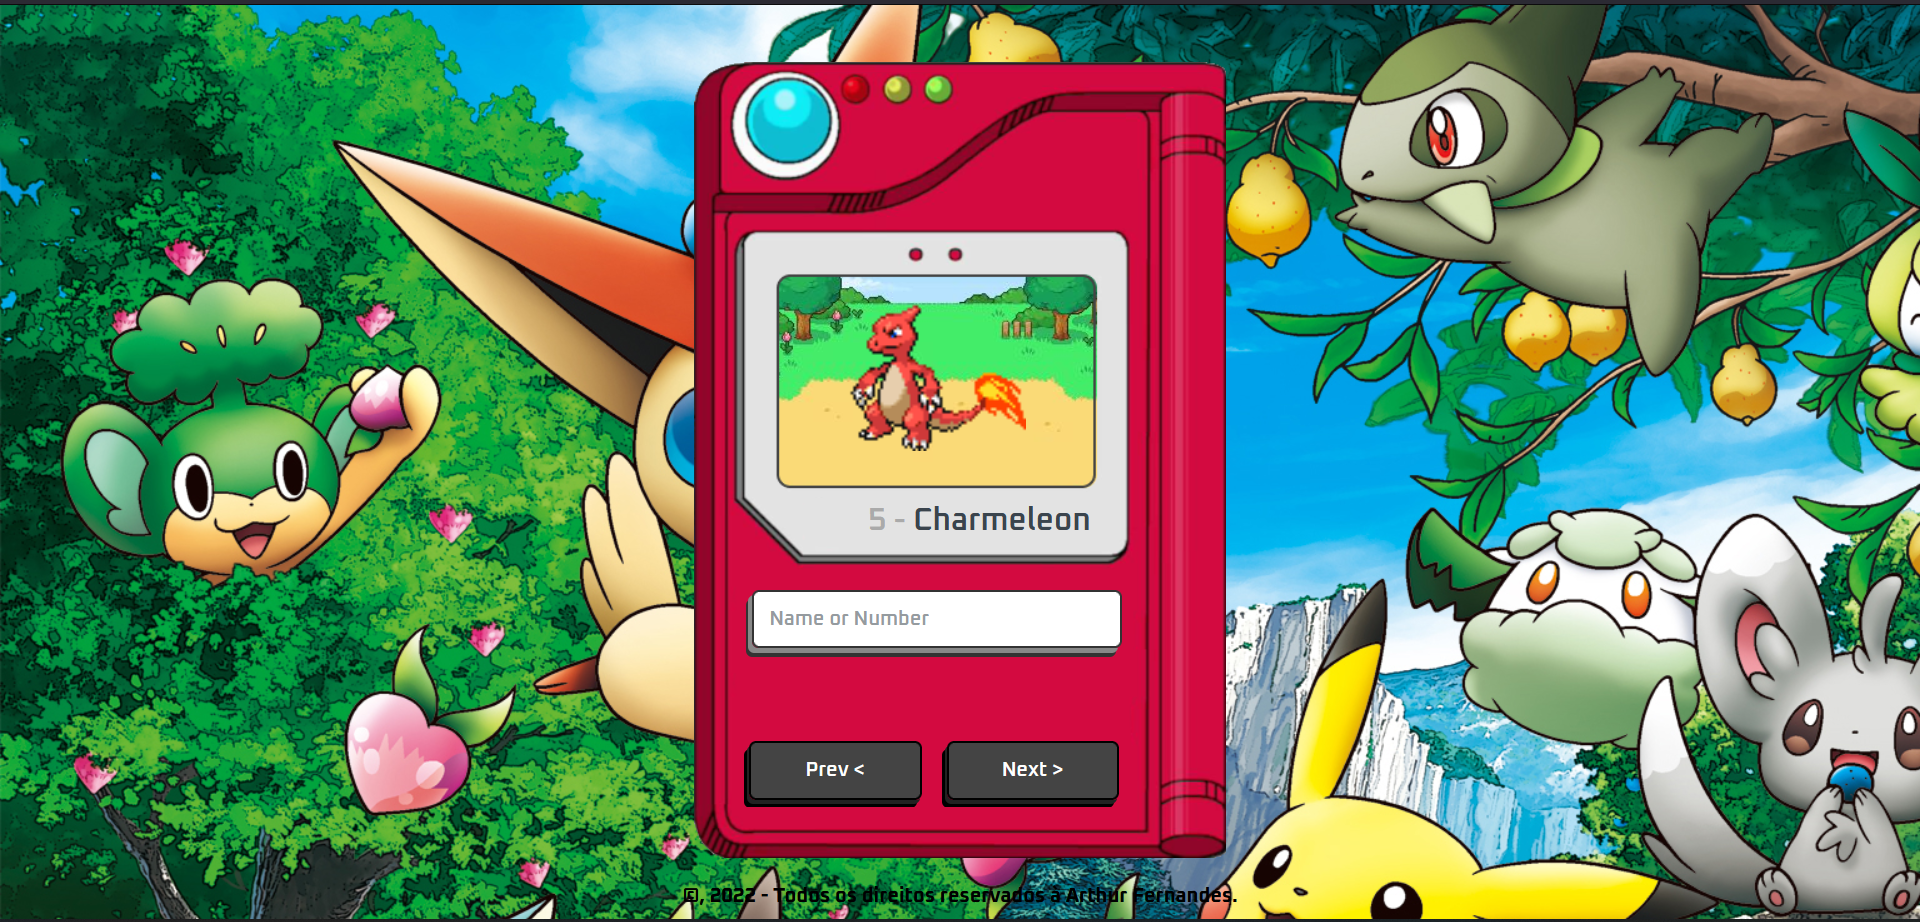 5 - Charmeleon
Name or Number
Prev <
Next >
©, 2022 - Todos os direitos reservados à Arthur Fernandes.